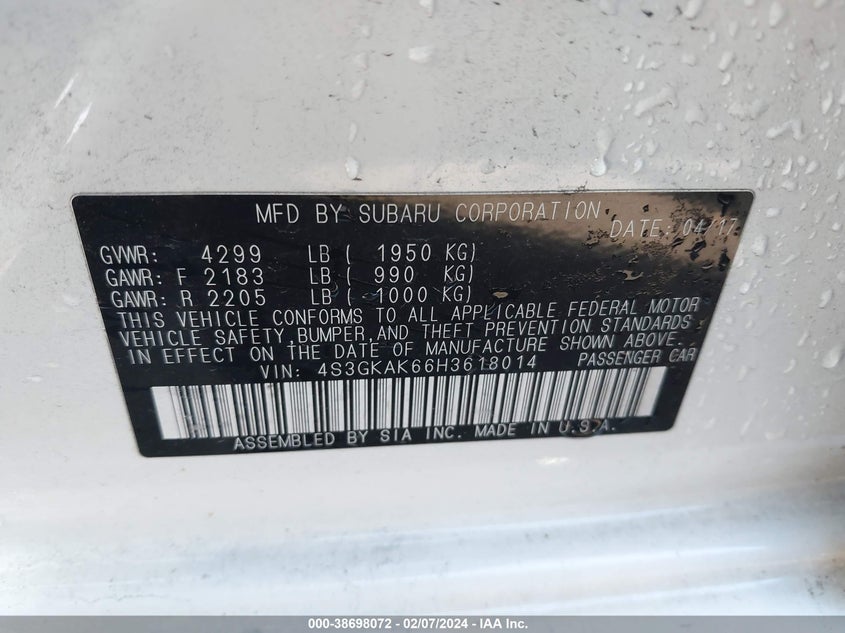 MFD BY SUBARU CORPORATION DATE: 04/17
GVWR: 4299 LB ( 1950 KG)
GAWR: F 2183 LB ( 990 KG)
GAWR: R 2205 LB ( 1000 KG)
THIS VEHICLE CONFORMS TO ALL APPLICABLE FEDERAL MOTOR
VEHICLE SAFETY,BUMPER,AND THEFT PREVENTION STANDARDS
IN EFFECT ON THE DATE OF MANUFACTURE SHOWN ABOVE.
VIN: 4S3GKAK66H3618014 PASSENGER CAR
ASSEMBLED BY SIA INC. MADE IN U.S.A.
000-38698072 - 02/07/2024 - IAA Inc.